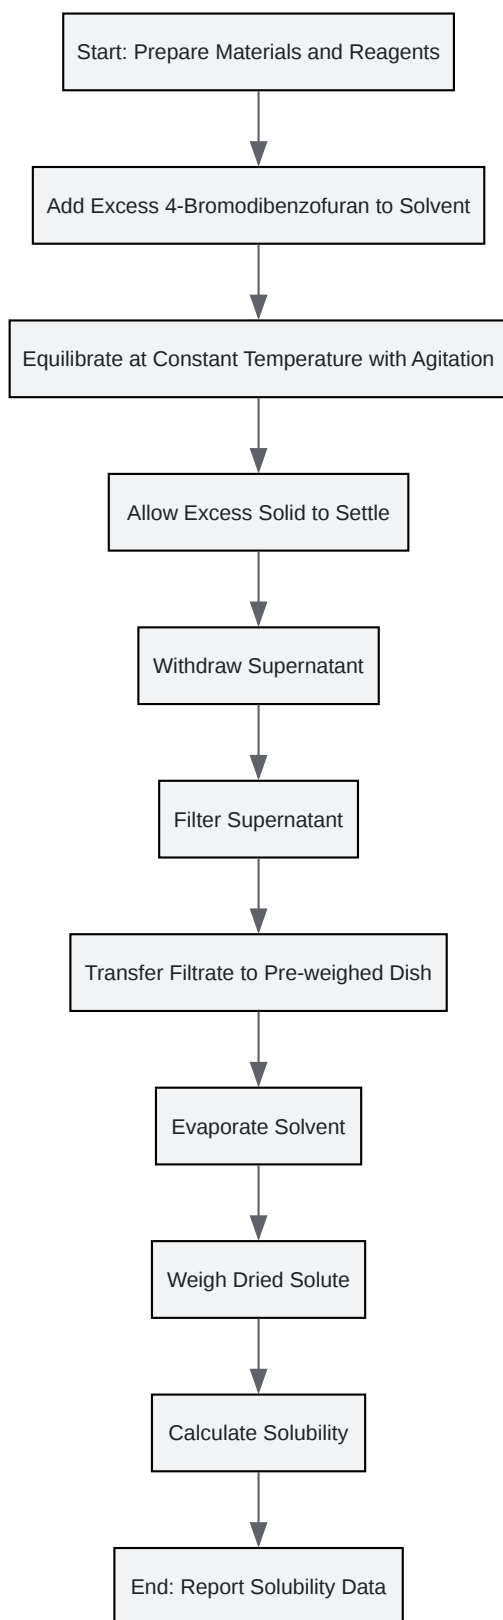 Start: Prepare Materials and Reagents
Add Excess 4-Bromodibenzofuran to Solvent
Equilibrate at Constant Temperature with Agitation
Allow Excess Solid to Settle
Withdraw Supernatant
Filter Supernatant
Transfer Filtrate to Pre-weighed Dish
Evaporate Solvent
Weigh Dried Solute
Calculate Solubility
End: Report Solubility Data